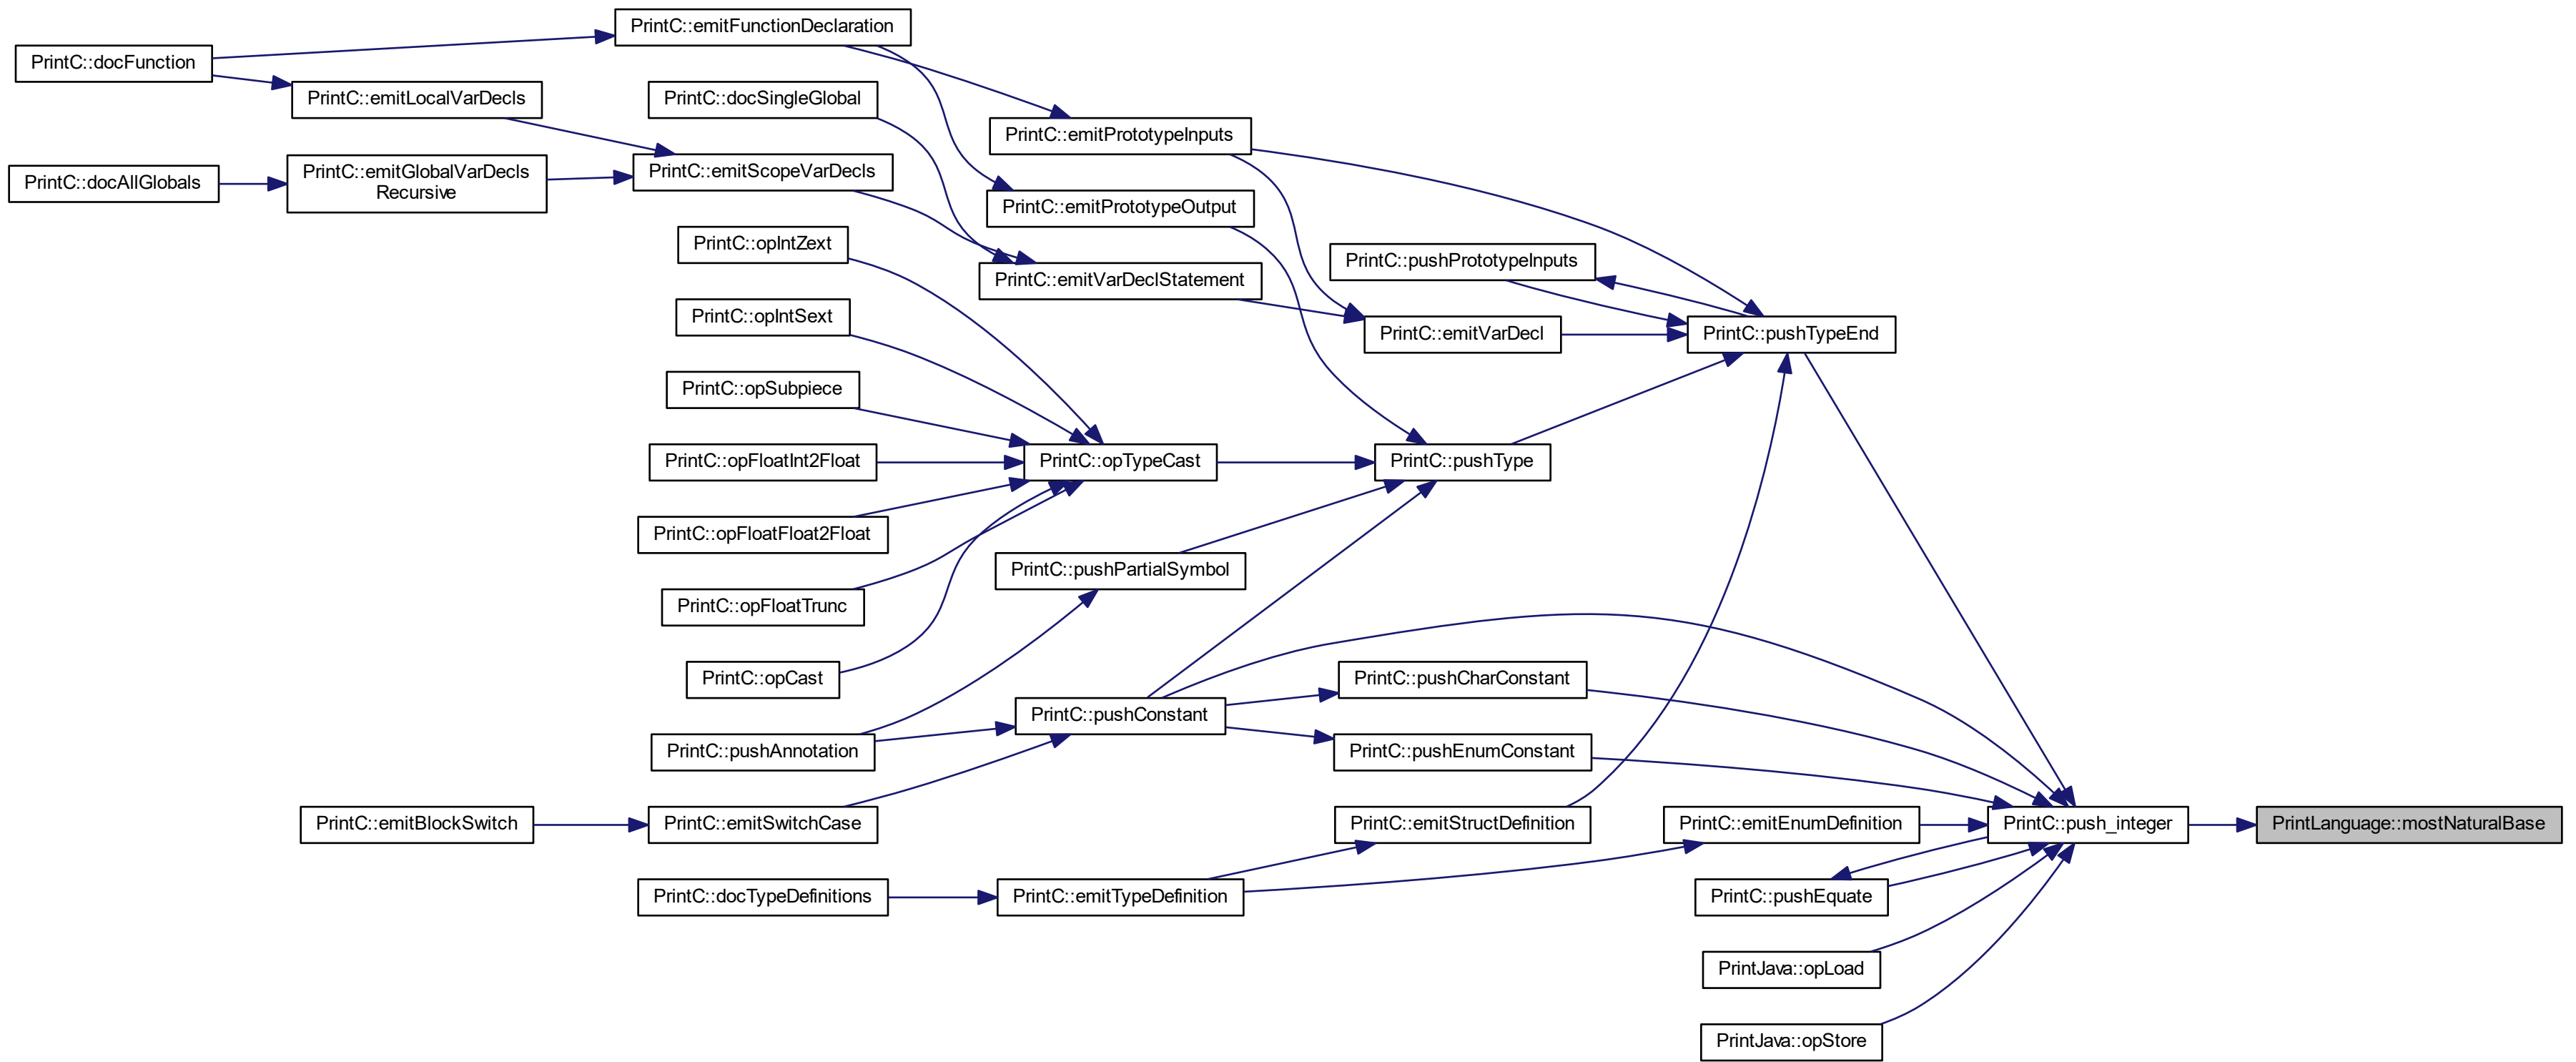 PrintC::emitFunctionDeclaration
PrintC::docFunction
PrintC::emitLocalVarDecls
PrintC::docSingleGlobal
PrintC::emitPrototypeInputs
PrintC::docAllGlobals
PrintC::emitGlobalVarDecls
Recursive
PrintC::emitScopeVarDecls
PrintC::emitPrototypeOutput
PrintC::opIntZext
PrintC::pushPrototypeInputs
PrintC::emitVarDeclStatement
PrintC::opIntSext
PrintC::emitVarDecl
PrintC::pushTypeEnd
PrintC::opSubpiece
PrintC::opFloatInt2Float
PrintC::opTypeCast
PrintC::pushType
PrintC::opFloatFloat2Float
PrintC::pushPartialSymbol
PrintC::opFloatTrunc
PrintC::opCast
PrintC::pushCharConstant
PrintC::pushConstant
PrintC::pushAnnotation
PrintC::pushEnumConstant
PrintC::emitBlockSwitch
PrintC::emitSwitchCase
PrintC::emitStructDefinition
PrintC::emitEnumDefinition
PrintC::push_integer
PrintLanguage::mostNaturalBase
PrintC::docTypeDefinitions
PrintC::emitTypeDefinition
PrintC::pushEquate
PrintJava::opLoad
PrintJava::opStore